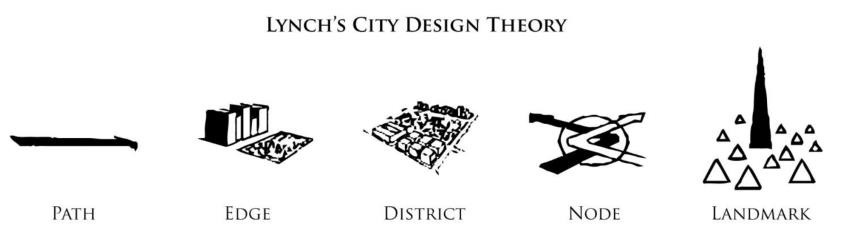 LYNCH'S CITY DESIGN THEORY
PATH
EDGE
DISTRICT
NODE
LANDMARK